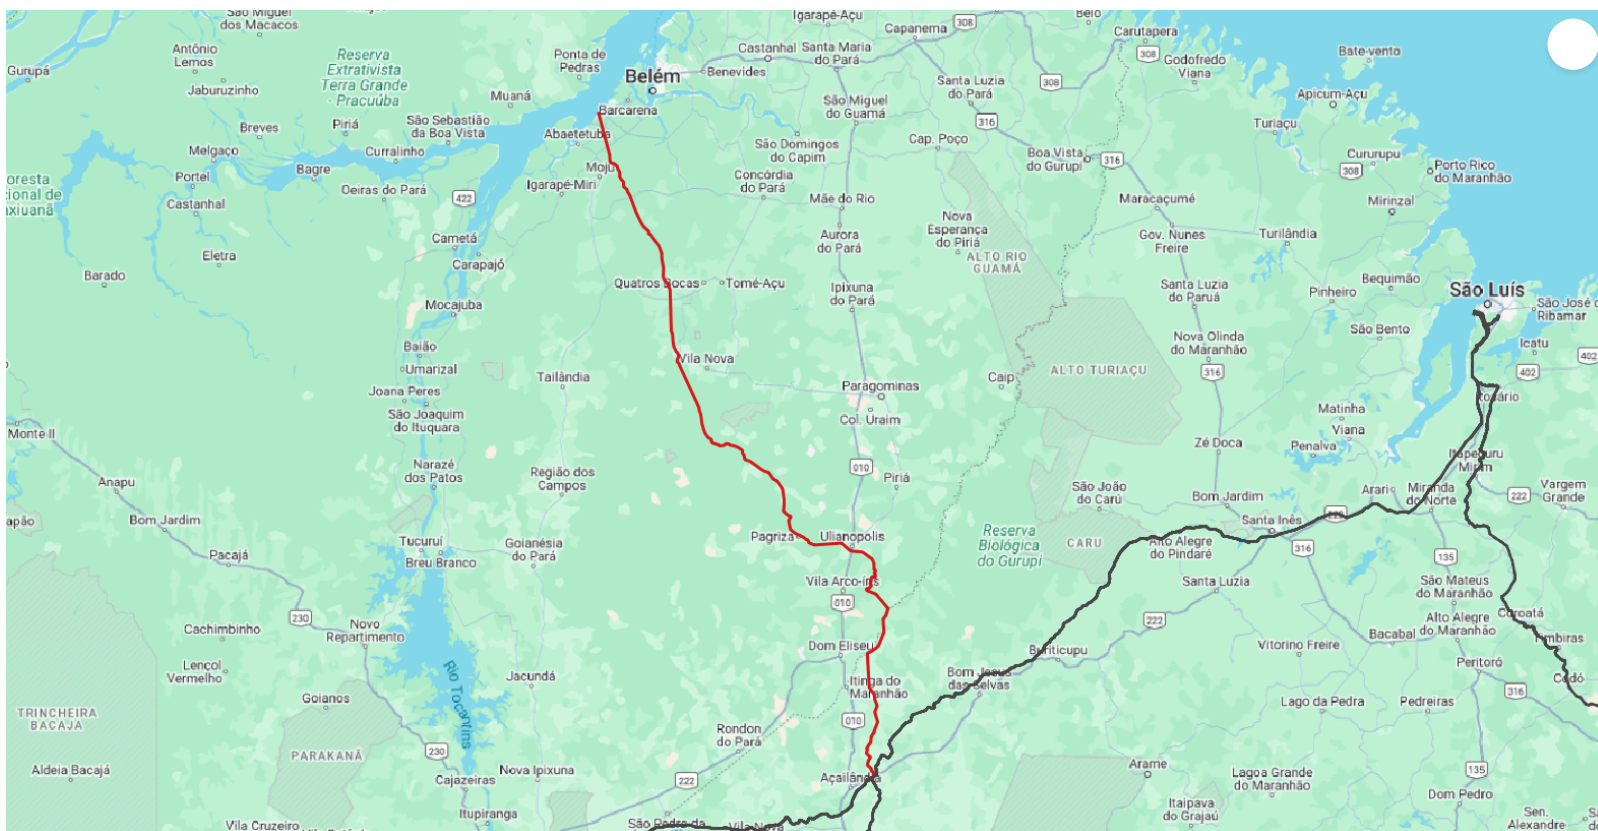 São Miguel
dos Macacos
Igarapé-Açu
Belo
308
Carutapera
Antônio
Lemos
Reserva
Extrativista
Terra Grande
- Pracuúba
Ponta de
Pedras
Castanhal
Santa Maria
do Pará
Capanema
308
Godofredo
Viana
Bate-vento
Gurupá
Jaburuzinho
Belém
Benevides
308
Muaná
Santa Luzia
do Pará
Apicum-Açu
Breves
Piriá
São Sebastião
da Boa Vista
Barcarena
São Miguel
do Guamá
316
Turiaçu
Abaetetuba
Melgaço
Curralinho
São Domingos
do Capim
Cap. Poço
Boa Vista
do Gurupi
316
Cururupu
308
Porto Rico
do Maranhão
Portel
Bagre
Oeiras do Pará
Moju
Igarapé-Miri
Concórdia
do Pará
oresta
cional de
axiuanã
Castanhal
422
Mãe do Rio
Maracaçumé
Mirinzal
Eletra
Cametá
Carapajó
Aurora
do Pará
Nova
Esperança
do Piriá
Gov. Nunes
Freire
Turilândia
ALTO RIO
GUAMÁ
Barado
Quatros Bocas
Tomé-Açu
Ipixuna
do Pará
Santa Luzia
do Paruá
Bequimão
Pinheiro
São Luís
São José d
Ribamar
Mocajuba
São Bento
Icatu
Baião
Umarizal
Vila Nova
Nova Olinda
do Maranhão
402
Tailândia
Paragominas
Caip
ALTO TURIAÇU
316
402
Joana Peres
São Joaquim
do Ituquara
Col. Uraim
Rosário
Matinha
Viana
Monte II
Zé Doca
Penalva
Itapecuru
Mirim
Narazé
dos Patos
Região dos
Campos
010
Piriá
Anapu
São João
do Carú
Bom Jardim
Arari
Miranda
do Norte
222
Vargem
Grande
apão
Bom Jardim
Santa Inês
222
Pacajá
Tucuruí
Breu Branco
Goianésia
do Pará
Pagriza
Ulianopolis
Reserva
Biológica
do Gurupi
CARU
Alto Alegre
do Pindaré
316
135
Vila Arco-íris
010
Santa Luzia
São Mateus
do Maranhão
230
Cachimbinho
Novo
Repartimento
222
Alto Alegre
do Maranhão
Coroatá
Timbiras
Bacabal
Dom Eliseu
Vitorino Freire
Buriticupu
Peritoró
Lençol
Vermelho
Rio Tocantins
Jacundá
Itinga do
Maranhão
Bom Jesus
das Selvas
316
Codó
Goianos
Lago da Pedra
Pedreiras
TRINCHEIRA
BACAJA
010
Rondon
do Pará
PARAKANÃ
230
Aldeia Bacajá
Cajazeiras
Nova Ipixuna
222
Açailândia
Arame
Lagoa Grande
do Maranhão
135
Dom Pedro
Itaipava
do Grajaú
Itupiranga
São Pedro da
Vila Nova
Vila Cruzeiro
Sen.
Alexandre